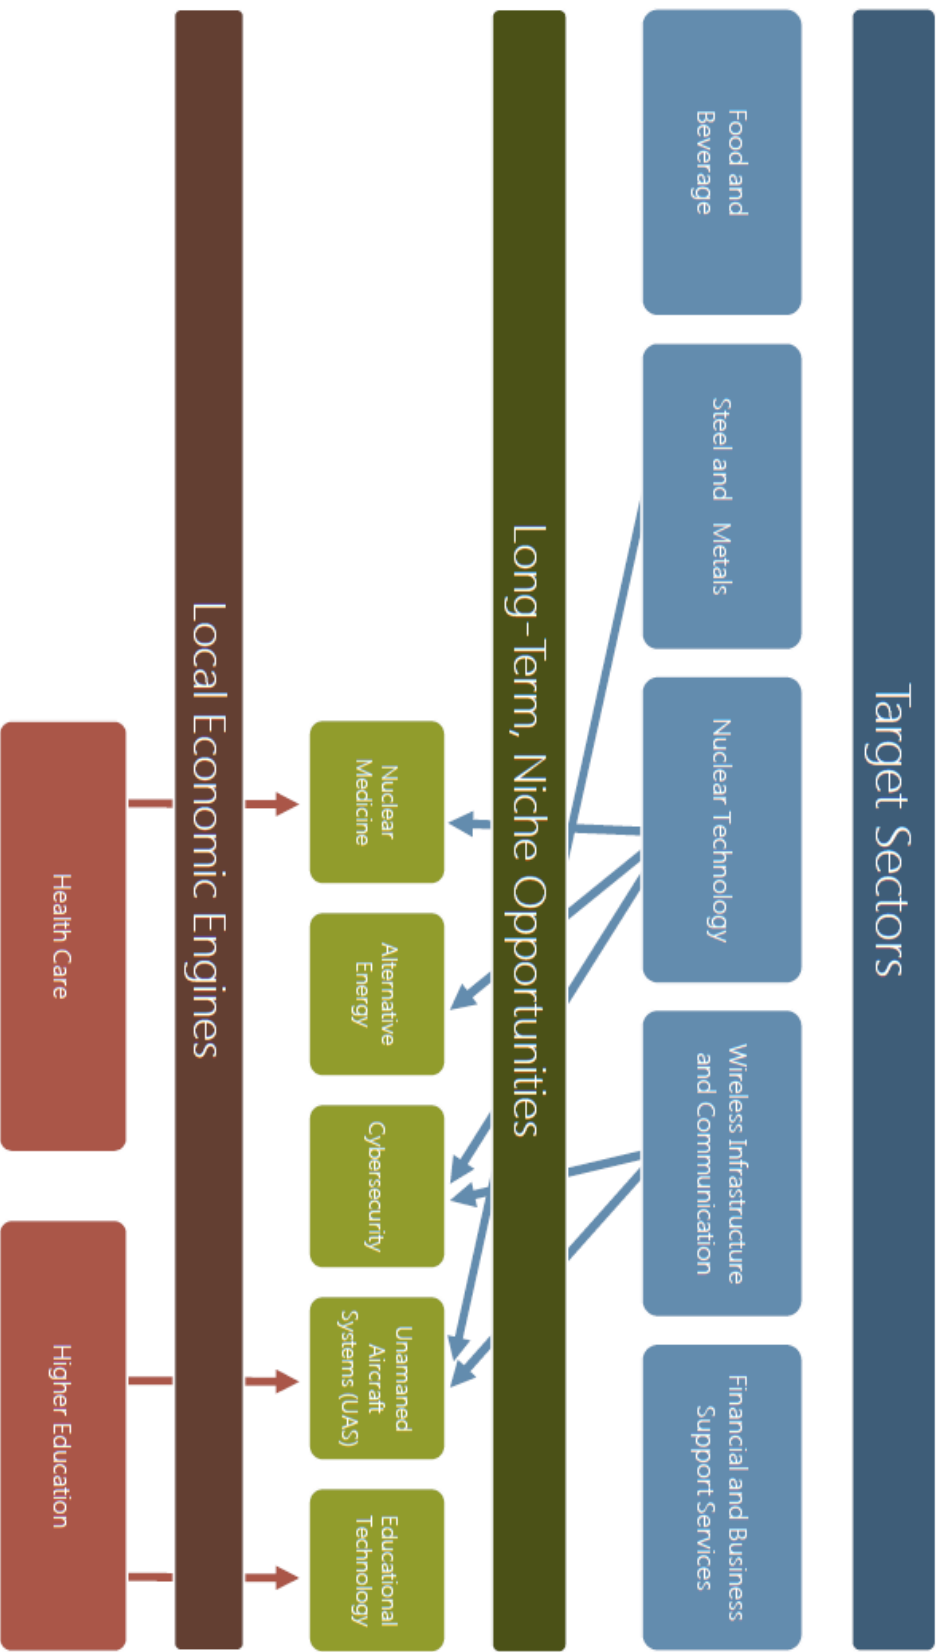 Target Sectors
Food and
Beverage
Steel and Metals
Nuclear Technology
Wireless Infrastructure
and Communication
Financial and Business
Support Services
Long-Term, Niche Opportunities
Nuclear
Medicine
Alternative
Energy
Cybersecurity
Unamaned
Aircraft
Systems (UAS)
Educational
Technology
Local Economic Engines
Health Care
Higher Education